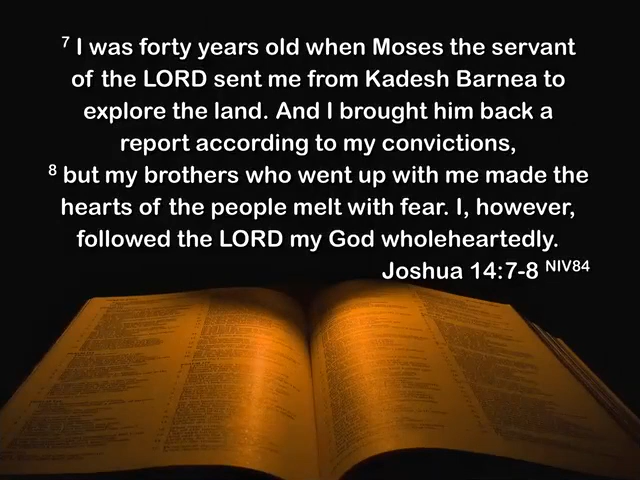 7 I was forty years old when Moses the servant
of the LORD sent me from Kadesh Barnea to
explore the land. And I brought him back a
report according to my convictions,
8 but my brothers who went up with me made the
hearts of the people melt with fear. I, however,
followed the LORD my God wholeheartedly.
Joshua 14:7-8 NIV84